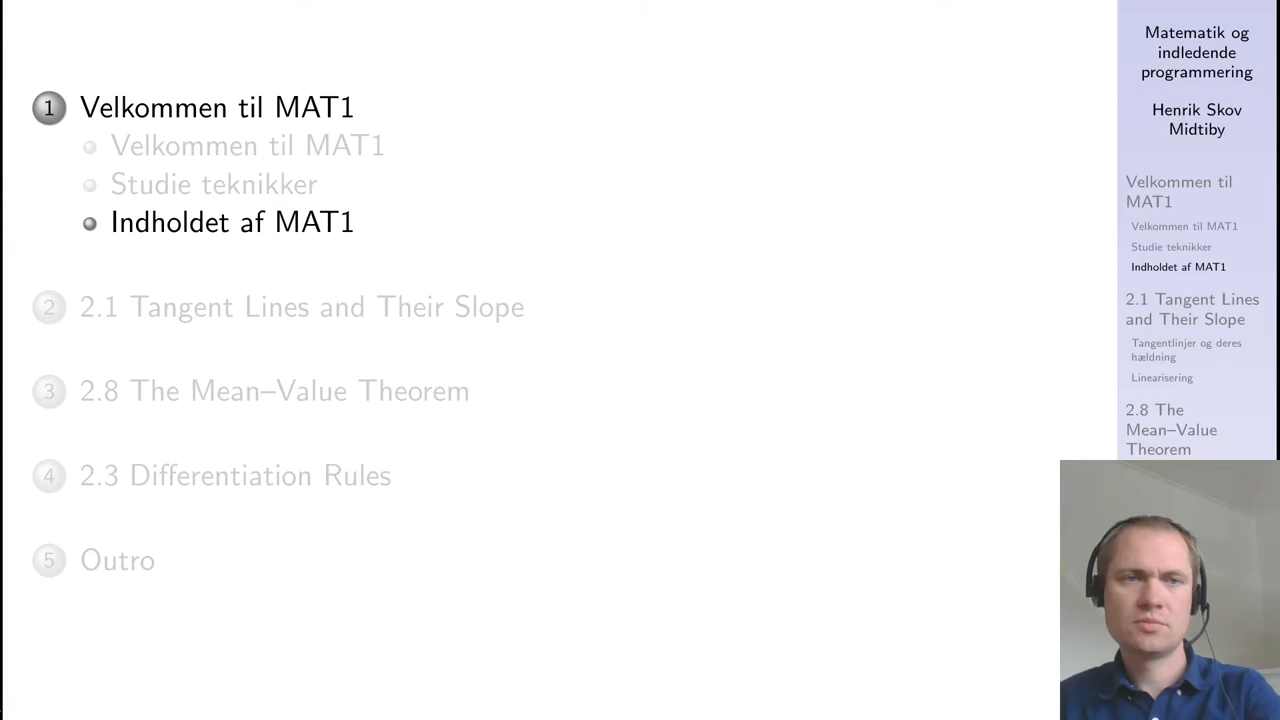 1 Velkommen til MAT1
Velkommen til MAT1
Studie teknikker
Indholdet af MAT1
2 2.1 Tangent Lines and Their Slope
3 2.8 The Mean–Value Theorem
4 2.3 Differentiation Rules
5 Outro
Matematik og
indledende
programmering
Henrik Skov
Midtiby
Velkommen til
MAT1
Velkommen til MAT1
Studie teknikker
Indholdet af MAT1
2.1 Tangent Lines
and Their Slope
Tangentlinjer og deres
hældning
Linearisering
2.8 The
Mean–Value
Theorem